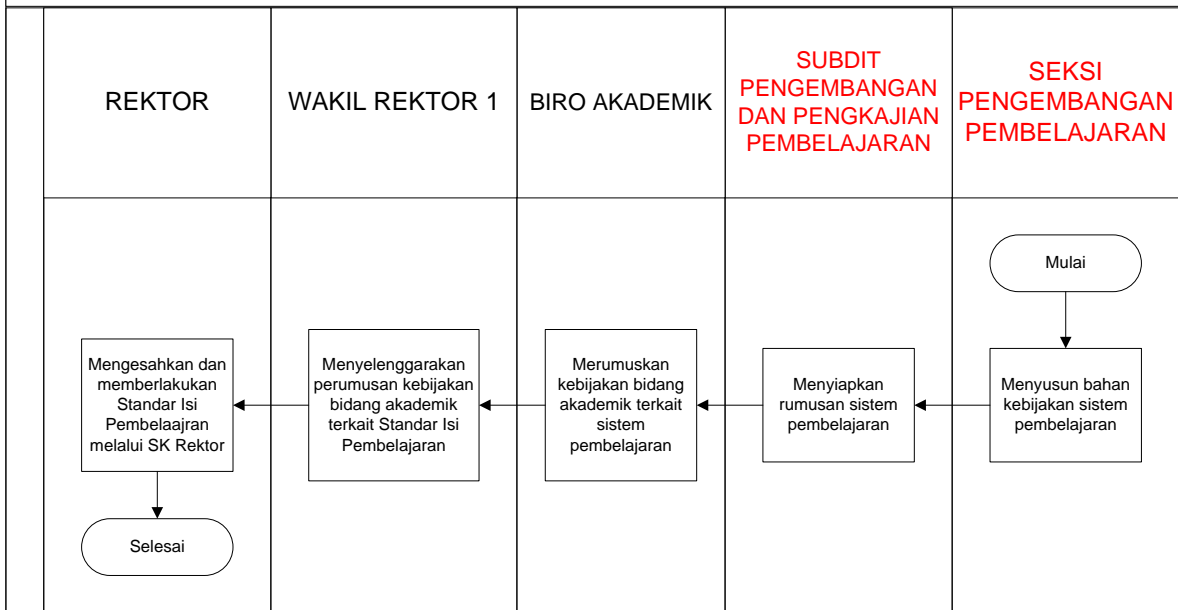 REKTOR
WAKIL REKTOR 1
BIRO AKADEMIK
SUBDIT
PENGEMBANGAN
DAN PENGKAJIAN
PEMBELAJARAN
SEKSI
PENGEMBANGAN
PEMBELAJARAN
Mulai
Mengesahkan dan
memberlakukan
Standar Isi
Pembelaajran
melalui SK Rektor
Menyelenggarakan
perumusan kebijakan
bidang akademik
terkait Standar Isi
Pembelajaran
Merumuskan
kebijakan bidang
akademik terkait
sistem
pembelajaran
Menyiapkan
rumusan sistem
pembelajaran
Menyusun bahan
kebijakan sistem
pembelajaran
Selesai